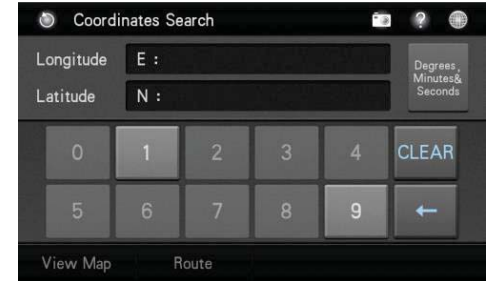 Coordinates Search ?
Longitude E :
Latitude N :
Degrees,
Minutes&
Seconds
0 1 2 3 4 CLEAR
5 6 7 8 9 ←
View Map Route